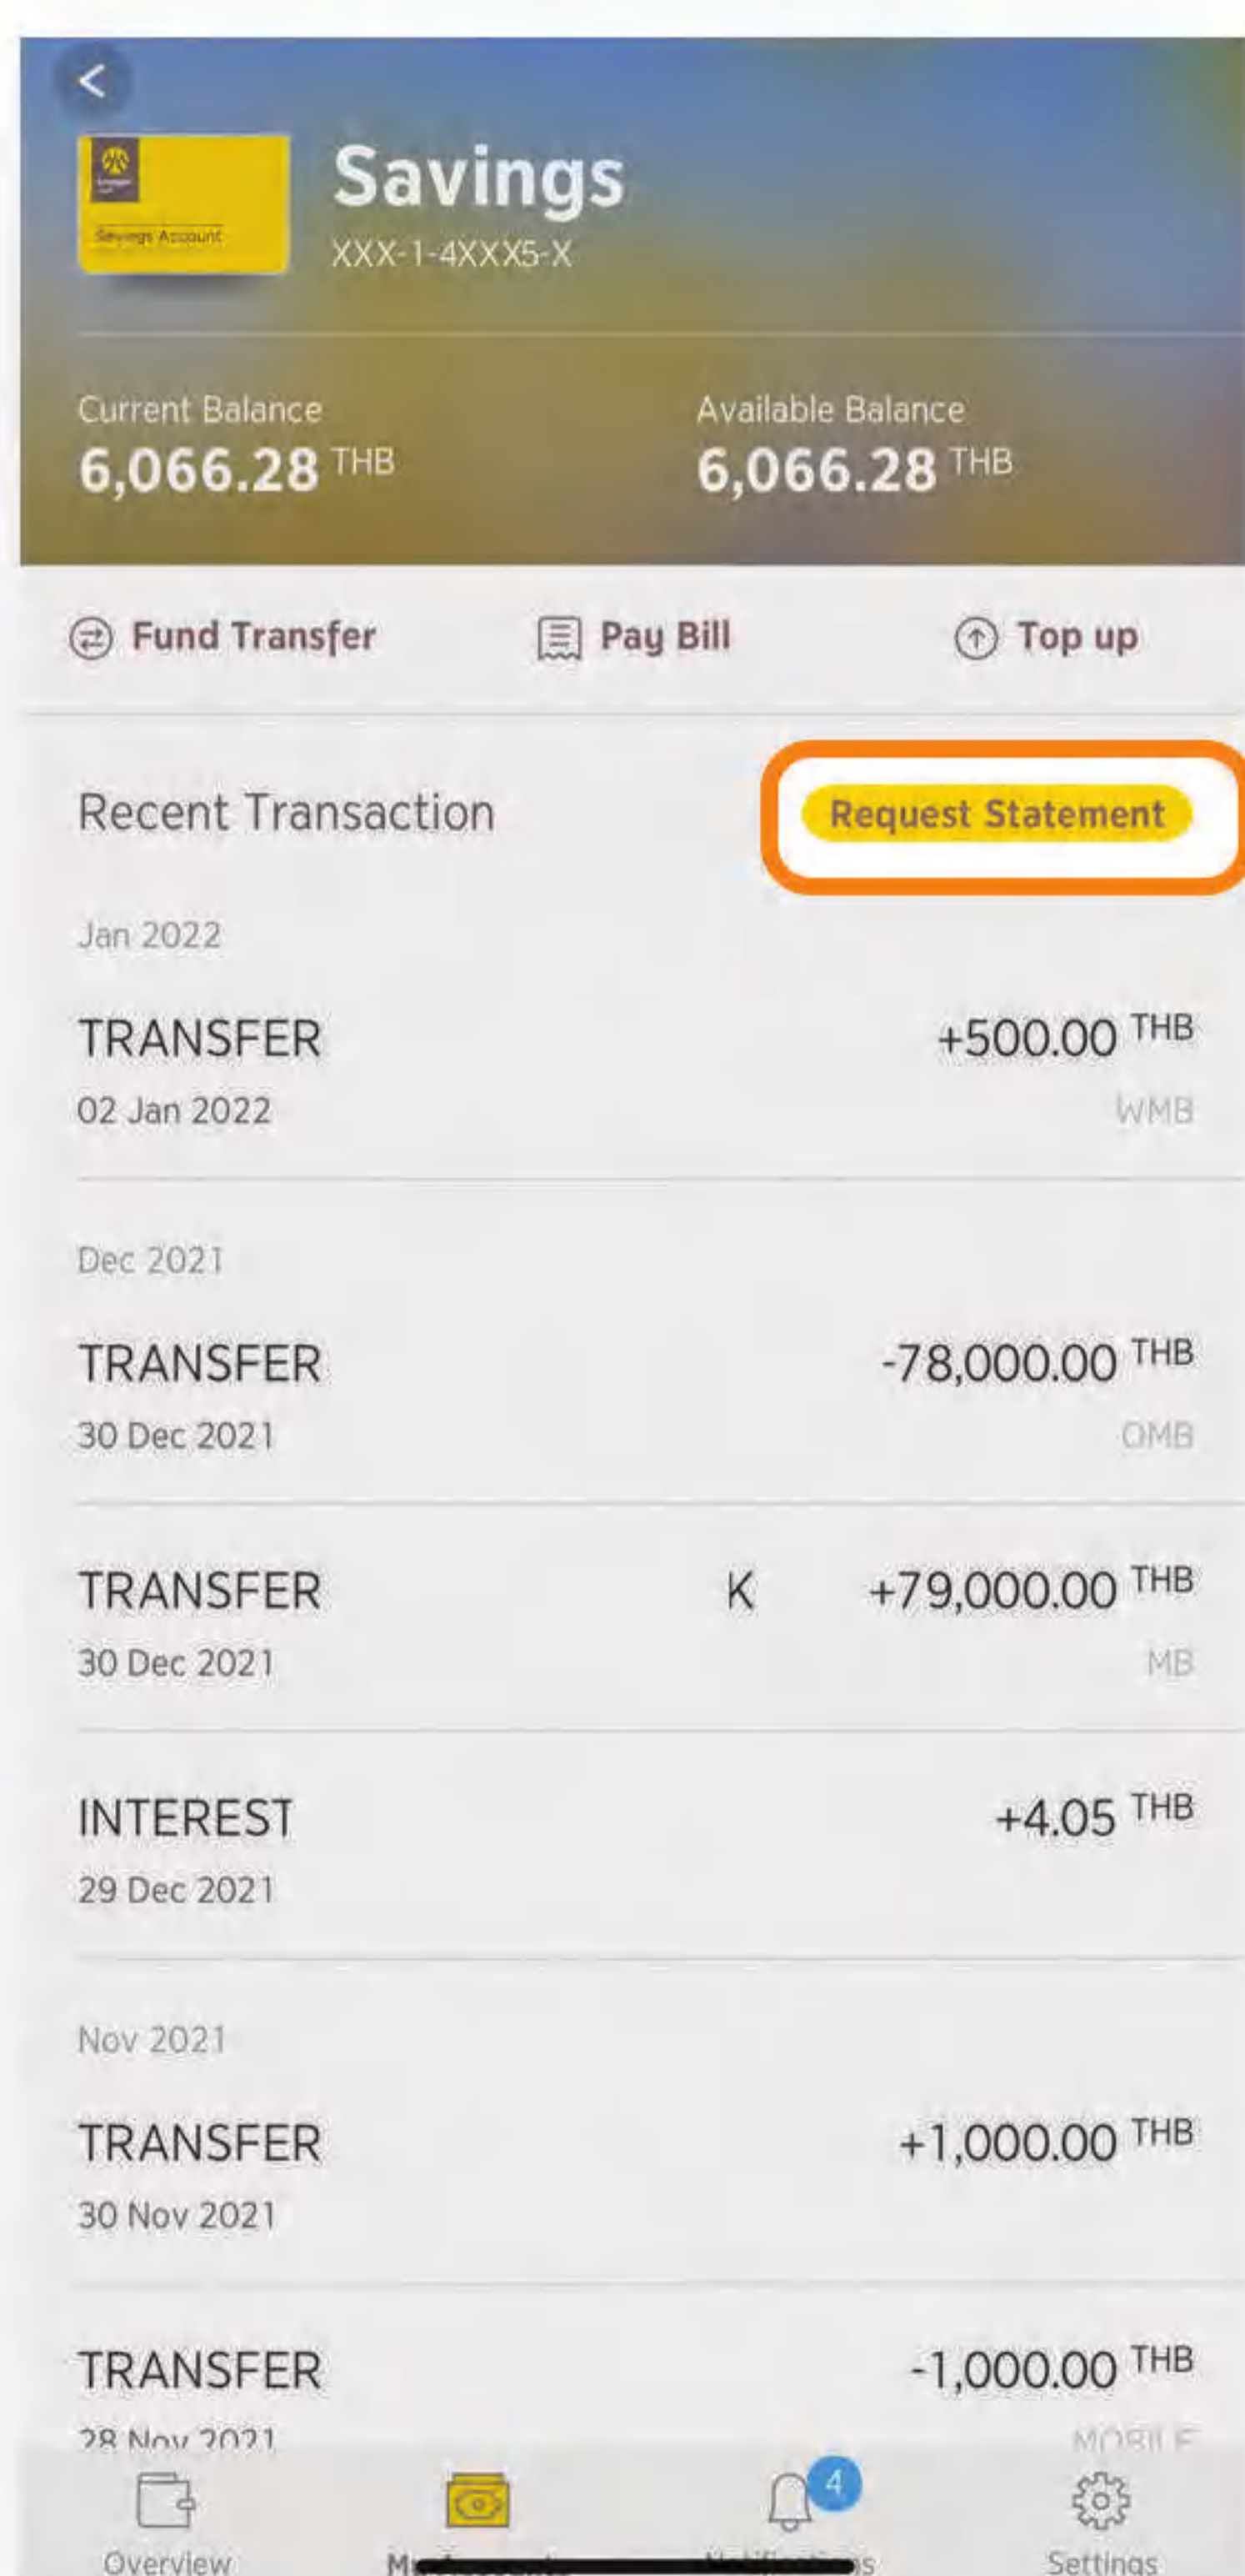 Savings
Savings Account
XXX-1-4XXX5-X
Current Balance
Available Balance
6,066.28 THB
6,066.28 THB
Fund Transfer
Pay Bill
Top up
Recent Transaction
Request Statement
Jan 2022
TRANSFER
+500.00 THB
02 Jan 2022
WMB
Dec 2021
TRANSFER
-78,000.00 THB
30 Dec 2021
OMB
TRANSFER
K
+79,000.00 THB
30 Dec 2021
MB
INTEREST
+4.05 THB
29 Dec 2021
Nov 2021
TRANSFER
+1,000.00 THB
30 Nov 2021
TRANSFER
-1,000.00 THB
28 Nov 2021
MOBILE
4
Overview
Settings